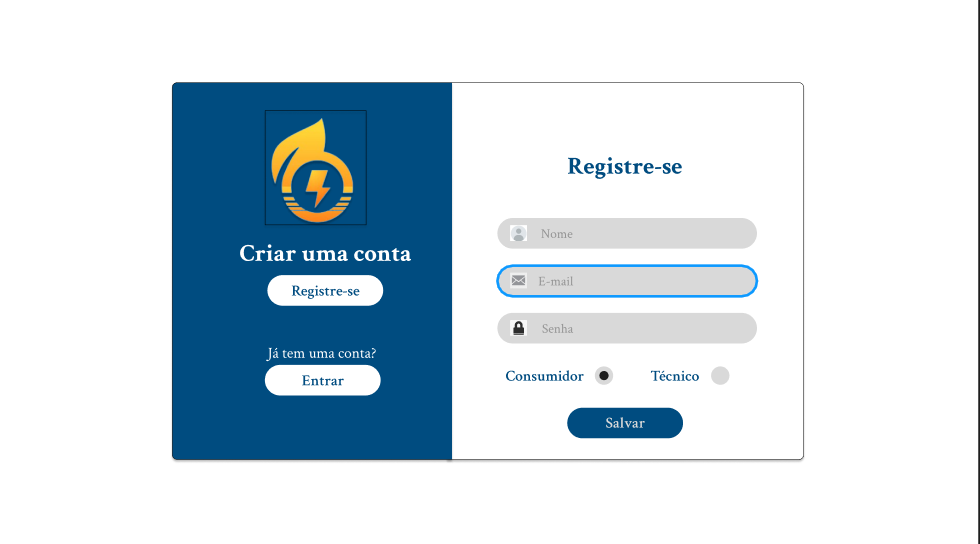 Criar uma conta
Registre-se
Já tem uma conta?
Entrar
Registre-se
Nome
E-mail
Senha
Consumidor Técnico
Salvar